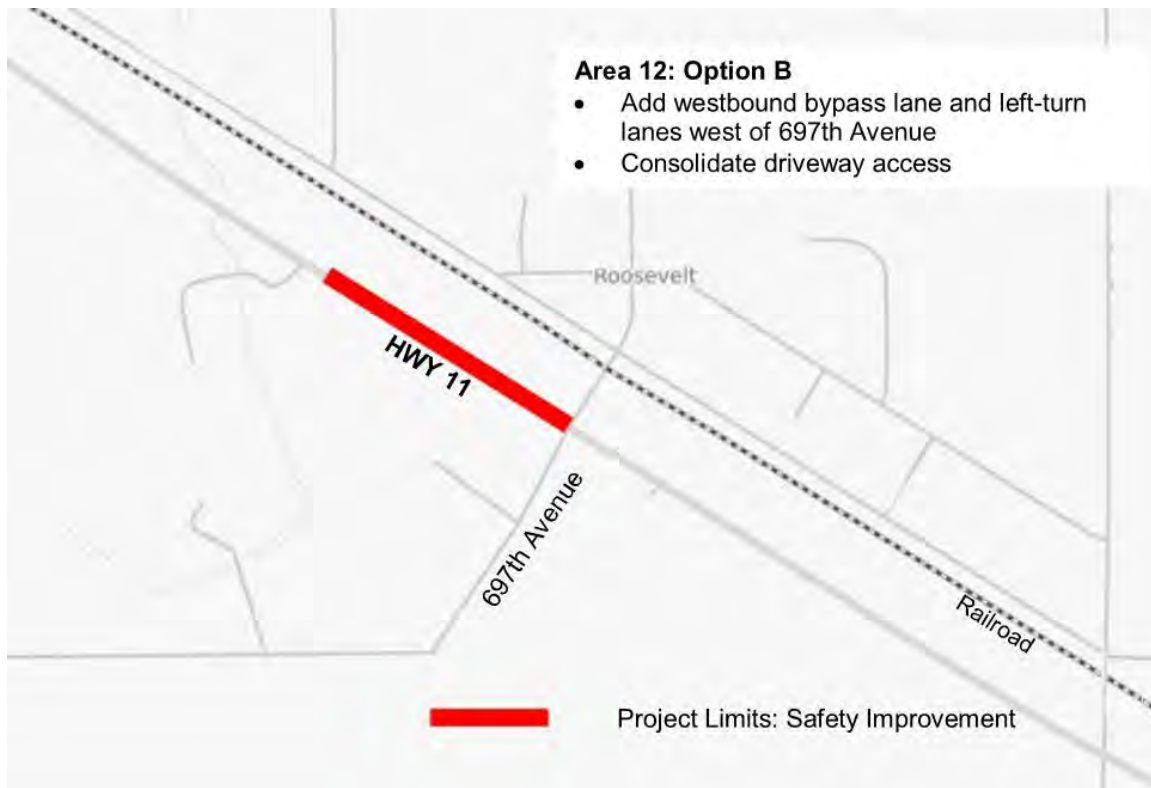 Area 12: Option B
• Add westbound bypass lane and left-turn
lanes west of 697th Avenue
• Consolidate driveway access
Roosevelt
HWY 11
697th Avenue
Railroad
Project Limits: Safety Improvement